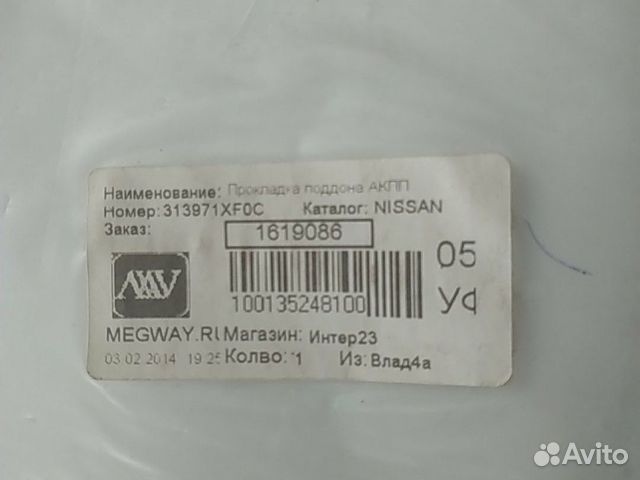 Наименование: Прокладка поддона АКПП
Номер: 313971XF0C Каталог: NISSAN
Заказ: 1619086
05
100135248100
Уф
MEGWAY.RU Магазин: Интер23
03 02 2014 19 25 Колво: 1 Из: Влад4а
Avito